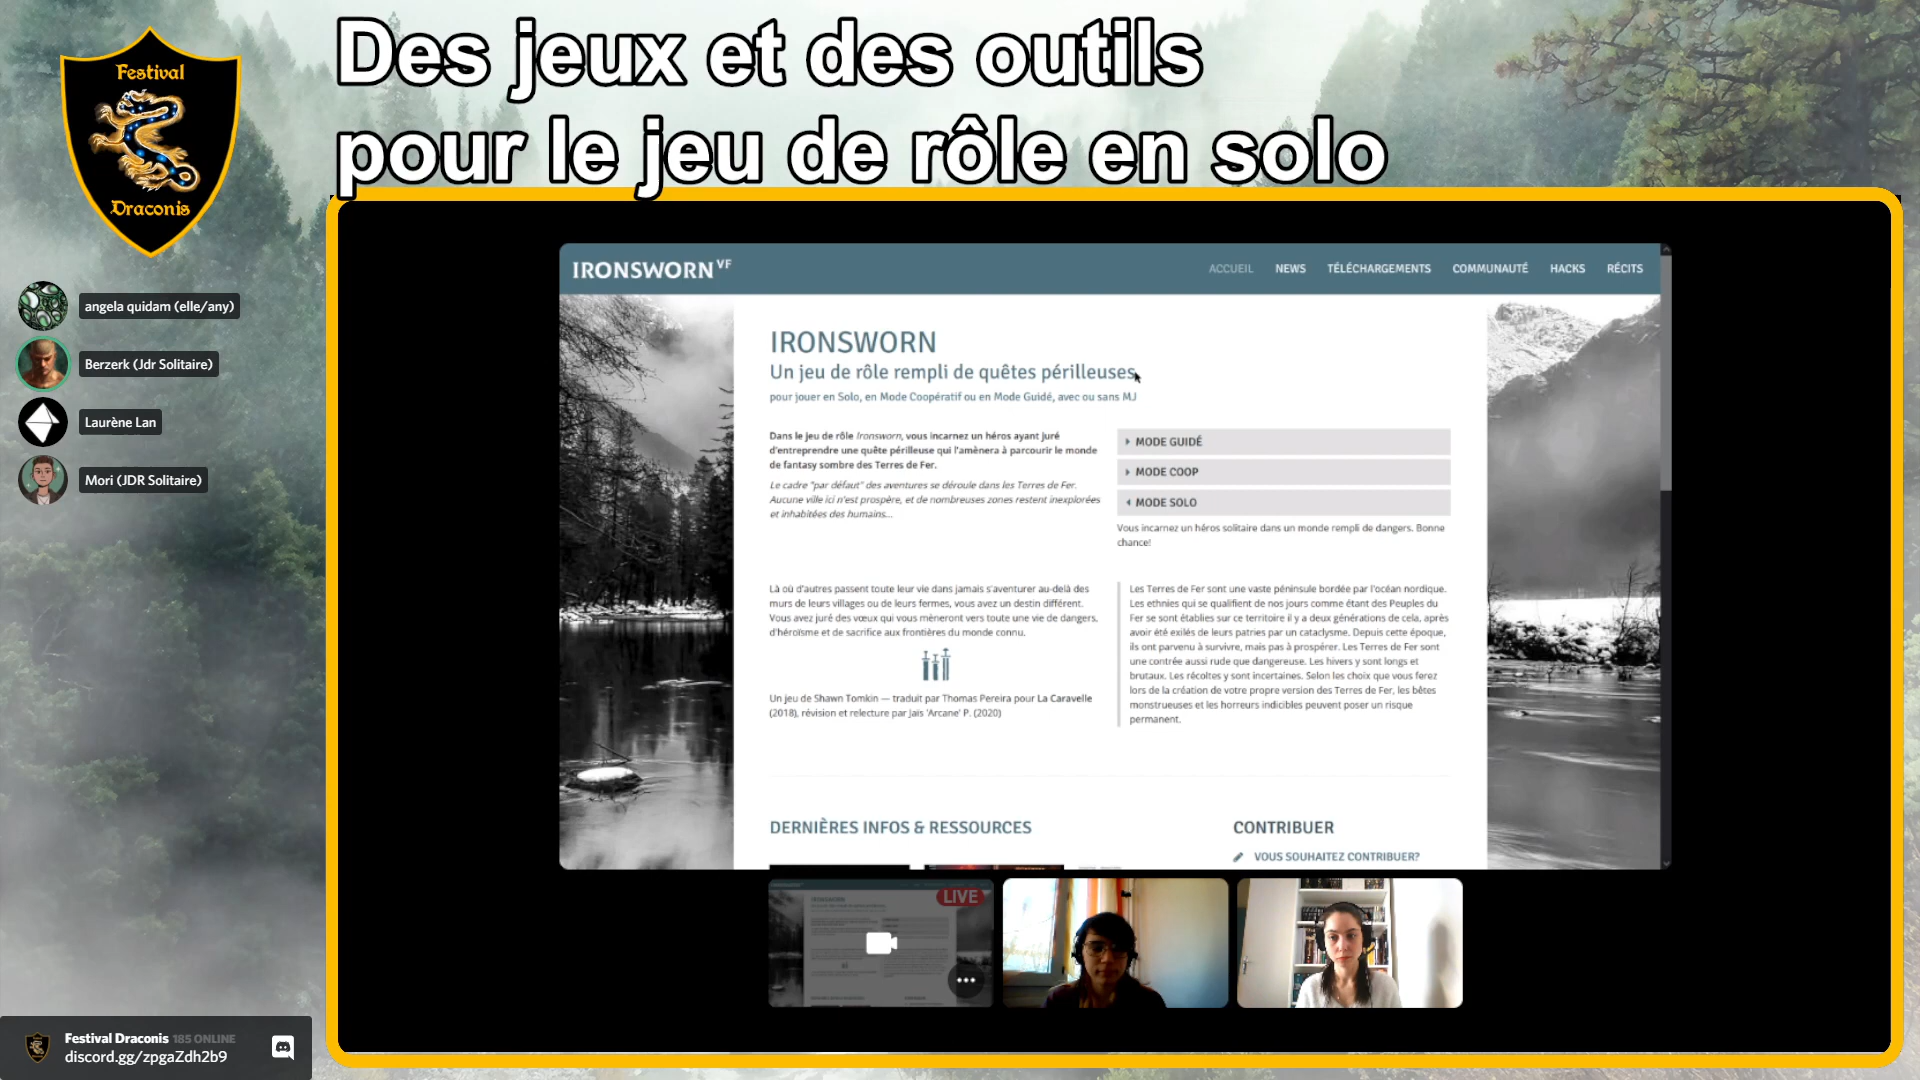 Des jeux et des outils
pour le jeu de rôle en solo
Festival
Draconis
angela quidam (elle/any)
Berzerk (Jdr Solitaire)
Laurène Lan
Mori (JDR Solitaire)
IRONSWORN VF
ACCUEIL NEWS TÉLÉCHARGEMENTS COMMUNAUTÉ HACKS RÉCITS
IRONSWORN
Un jeu de rôle rempli de quêtes périlleuses
pour jouer en Solo, en Mode Coopératif ou en Mode Guidé, avec ou sans MJ
Dans le jeu de rôle Ironsworn, vous incarnez un héros ayant juré
d'entreprendre une quête périlleuse qui l'amènera à parcourir le monde
de fantasy sombre des Terres de Fer.
Le cadre "par défaut" des aventures se déroule dans les Terres de Fer.
Aucune ville ici n'est prospère, et de nombreuses zones restent inexplorées
et inhabitées des humains...
MODE GUIDÉ
MODE COOP
MODE SOLO
Vous incarnez un héros solitaire dans un monde rempli de dangers. Bonne
chance!
Là où d'autres passent toute leur vie dans jamais s'aventurer au-delà des
murs de leurs villages ou de leurs fermes, vous avez un destin différent.
Vous avez juré des vœux qui vous mèneront vers toute une vie de dangers,
d'héroïsme et de sacrifice aux frontières du monde connu.
Un jeu de Shawn Tomkin — traduit par Thomas Pereira pour La Caravelle
(2018), révision et relecture par Jaïs 'Arcane' P. (2020)
Les Terres de Fer sont une vaste péninsule bordée par l'océan nordique.
Les ethnies qui se qualifient de nos jours comme étant des Peuples du
Fer se sont établies sur ce territoire il y a deux générations de cela, après
avoir été exilés de leurs patries par un cataclysme. Depuis cette époque,
ils ont parvenu à survivre, mais pas à prospérer. Les Terres de Fer sont
une contrée aussi rude que dangereuse. Les hivers y sont longs et
brutaux. Les récoltes y sont incertaines. Selon les choix que vous ferez
lors de la création de votre propre version des Terres de Fer, les bêtes
monstrueuses et les horreurs indicibles peuvent poser un risque
permanent.
DERNIÈRES INFOS & RESSOURCES
CONTRIBUER
VOUS SOUHAITEZ CONTRIBUER?
LIVE
Festival Draconis 185 ONLINE
discord.gg/zpgaZdh2b9